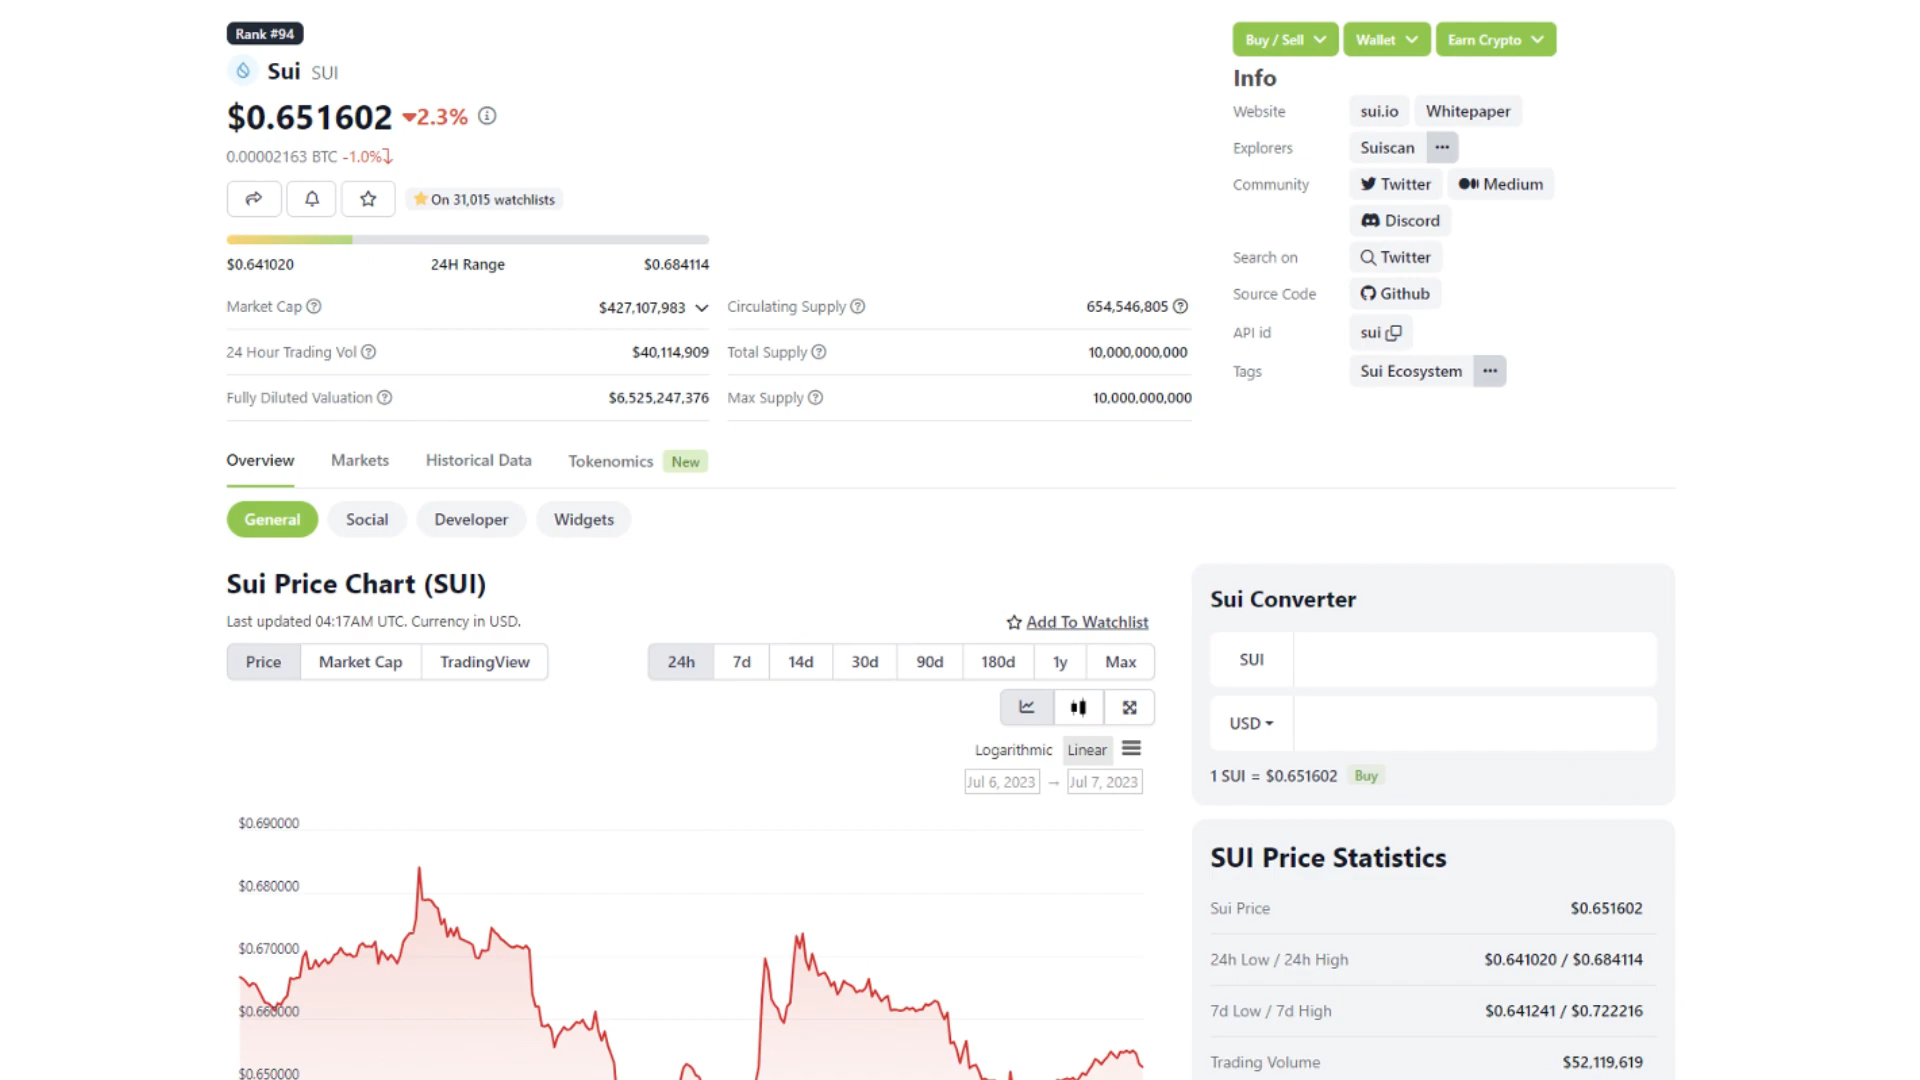 Rank #94
Sui SUI
$0.651602 2.3%
0.00002163 BTC -1.0%
On 31,015 watchlists
$0.641020 24H Range $0.684114
Market Cap $427,107,983
24 Hour Trading Vol $40,114,909
Fully Diluted Valuation $6,525,247,376
Circulating Supply 654,546,805
Total Supply 10,000,000,000
Max Supply 10,000,000,000
Buy / Sell Wallet Earn Crypto
Info
Website sui.io Whitepaper
Explorers Suiscan ...
Community Twitter Medium
Discord
Search on Twitter
Source Code Github
API id sui
Tags Sui Ecosystem ...
Overview Markets Historical Data Tokenomics New
General Social Developer Widgets
Sui Price Chart (SUI)
Last updated 04:17AM UTC. Currency in USD.
Add To Watchlist
Price Market Cap TradingView
24h 7d 14d 30d 90d 180d 1y Max
Logarithmic Linear
Jul 6, 2023 → Jul 7, 2023
$0.690000
$0.680000
$0.670000
$0.660000
$0.650000
Sui Converter
SUI
USD
1 SUI = $0.651602 Buy
SUI Price Statistics
Sui Price $0.651602
24h Low / 24h High $0.641020 / $0.684114
7d Low / 7d High $0.641241 / $0.722216
Trading Volume $52,119,619